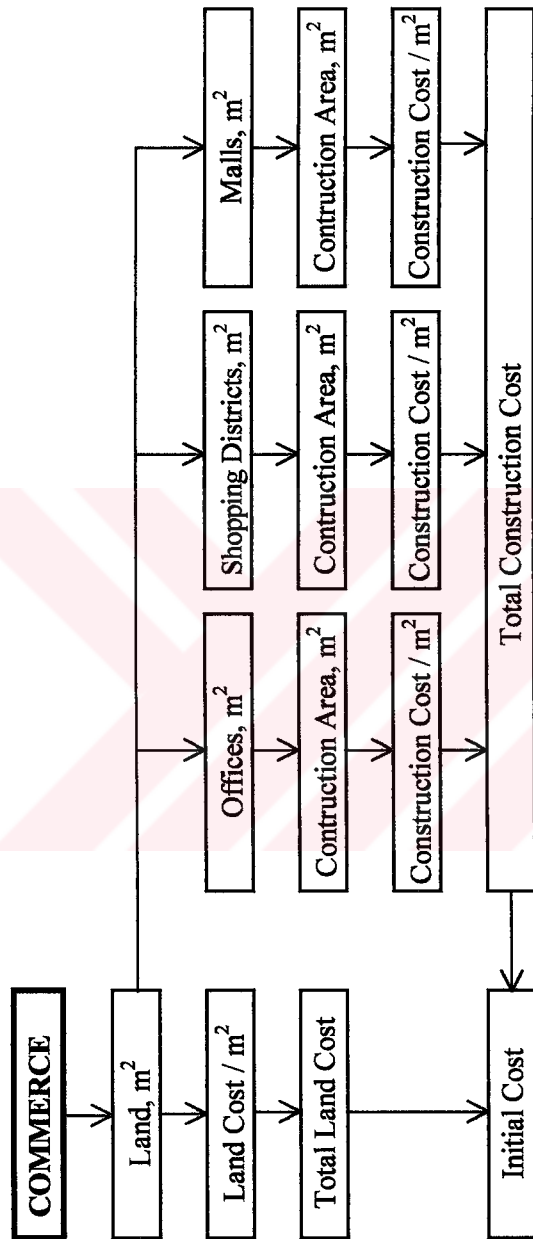 COMMERCE
Land, m²
Land Cost / m²
Total Land Cost
Initial Cost
Offices, m²
Contruction Area, m²
Construction Cost / m²
Shopping Districts, m²
Contruction Area, m²
Construction Cost / m²
Malls, m²
Contruction Area, m²
Construction Cost / m²
Total Construction Cost